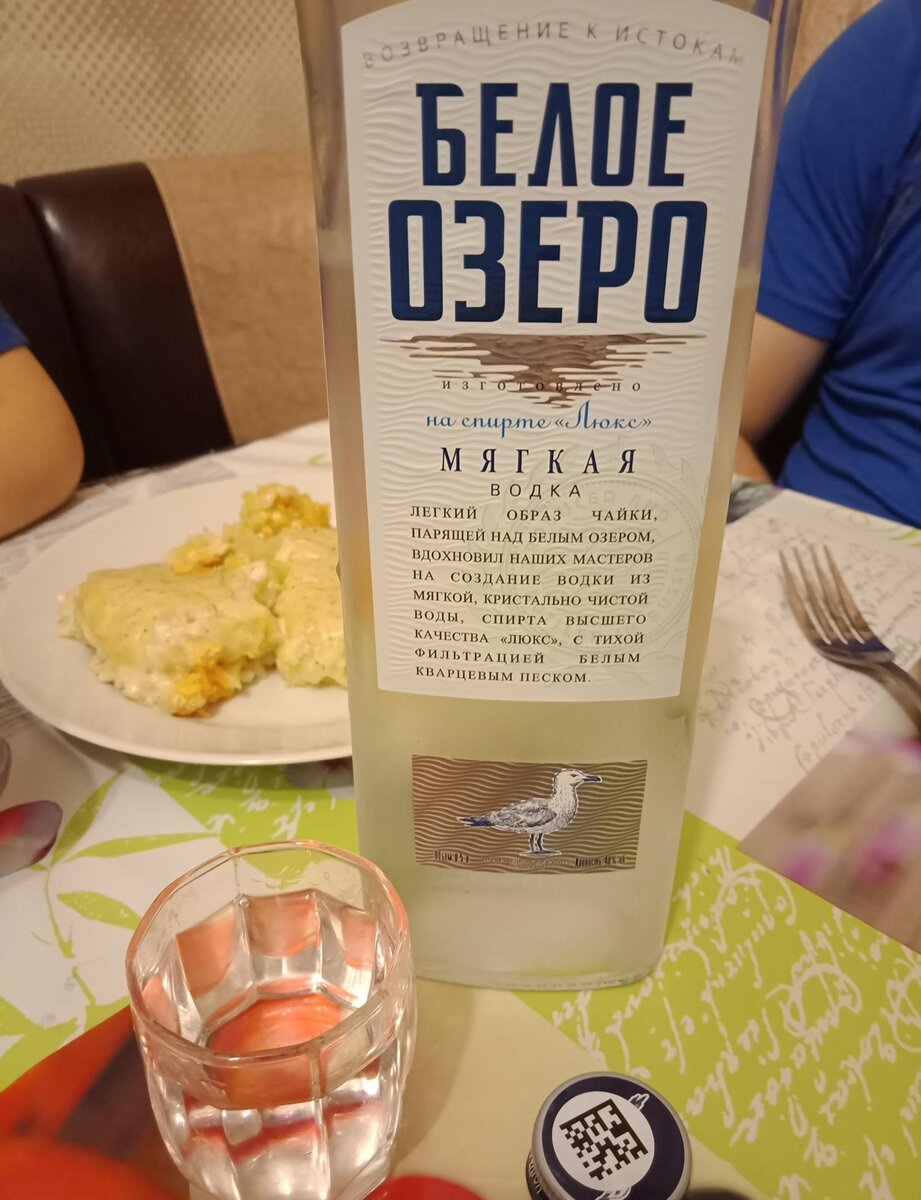 ВОЗВРАЩЕНИЕ К ИСТОКАМ
БЕЛОЕ
ОЗЕРО
изготовлено
на спирте «Люкс»
МЯГКАЯ
ВОДКА
ЛЕГКИЙ ОБРАЗ ЧАЙКИ,
ПАРЯЩЕЙ НАД БЕЛЫМ ОЗЕРОМ,
ВДОХНОВИЛ НАШИХ МАСТЕРОВ
НА СОЗДАНИЕ ВОДКИ ИЗ
МЯГКОЙ, КРИСТАЛЬНО ЧИСТОЙ
ВОДЫ, СПИРТА ВЫСШЕГО
КАЧЕСТВА «ЛЮКС», С ТИХОЙ
ФИЛЬТРАЦИЕЙ БЕЛЫМ
КВАРЦЕВЫМ ПЕСКОМ.